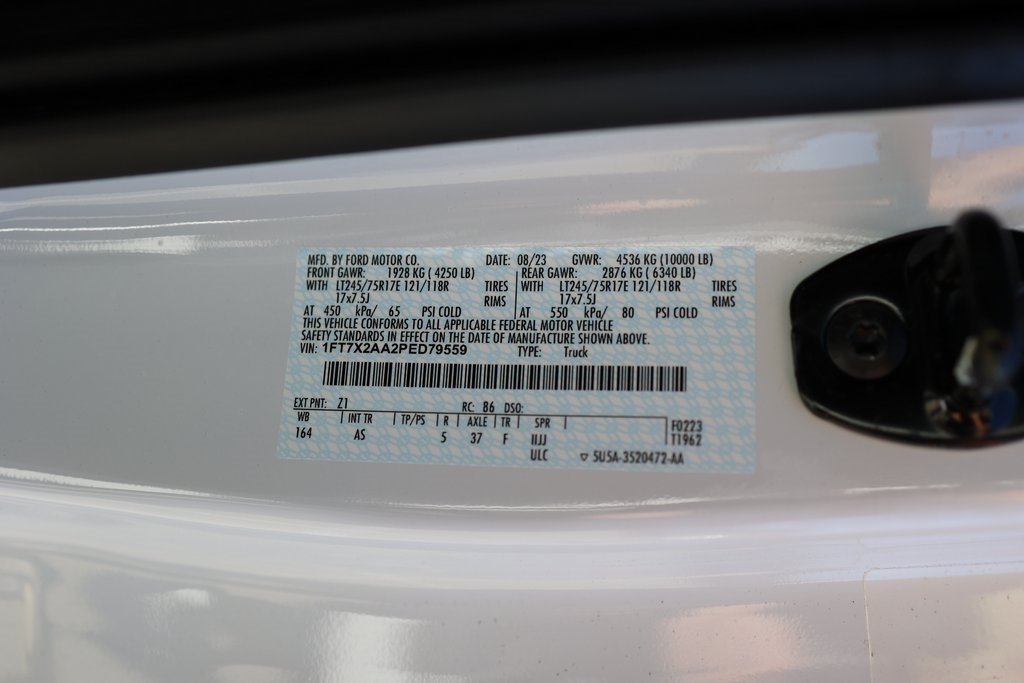 MFD. BY FORD MOTOR CO. DATE: 08/23 GVWR: 4536 KG (10000 LB)
FRONT GAWR: 1928 KG ( 4250 LB) REAR GAWR: 2876 KG ( 6340 LB)
WITH LT245/75R17E 121/118R TIRES WITH LT245/75R17E 121/118R TIRES
17x7.5J RIMS 17x7.5J RIMS
AT 450 kPa/ 65 PSI COLD AT 550 kPa/ 80 PSI COLD
THIS VEHICLE CONFORMS TO ALL APPLICABLE FEDERAL MOTOR VEHICLE
SAFETY STANDARDS IN EFFECT ON THE DATE OF MANUFACTURE SHOWN ABOVE.
VIN: 1FT7X2AA2PED79559 TYPE: Truck
EXT PNT: Z1 RC: 86 DSO:
WB INT TR TP/PS R AXLE TR SPR F0223
164 AS 5 37 F IIJJ T1962
ULC ▽ 5U5A-3520472-AA